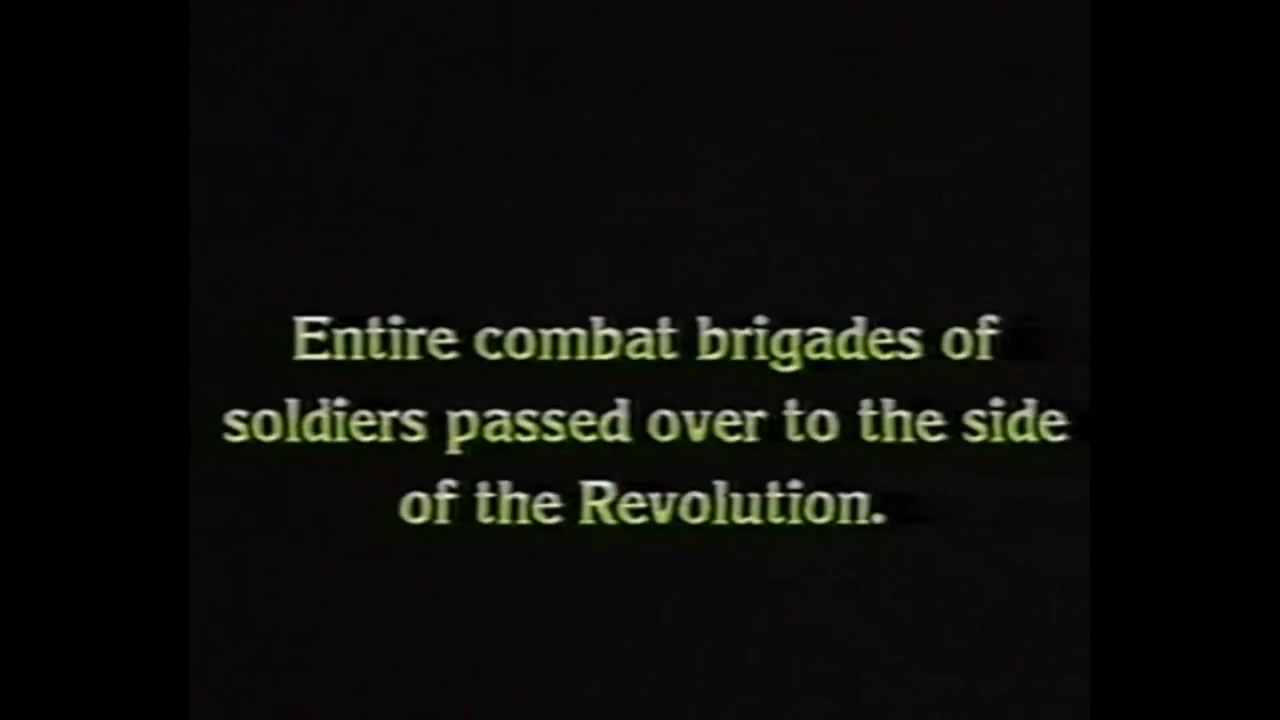 Entire combat brigades of
soldiers passed over to the side
of the Revolution.